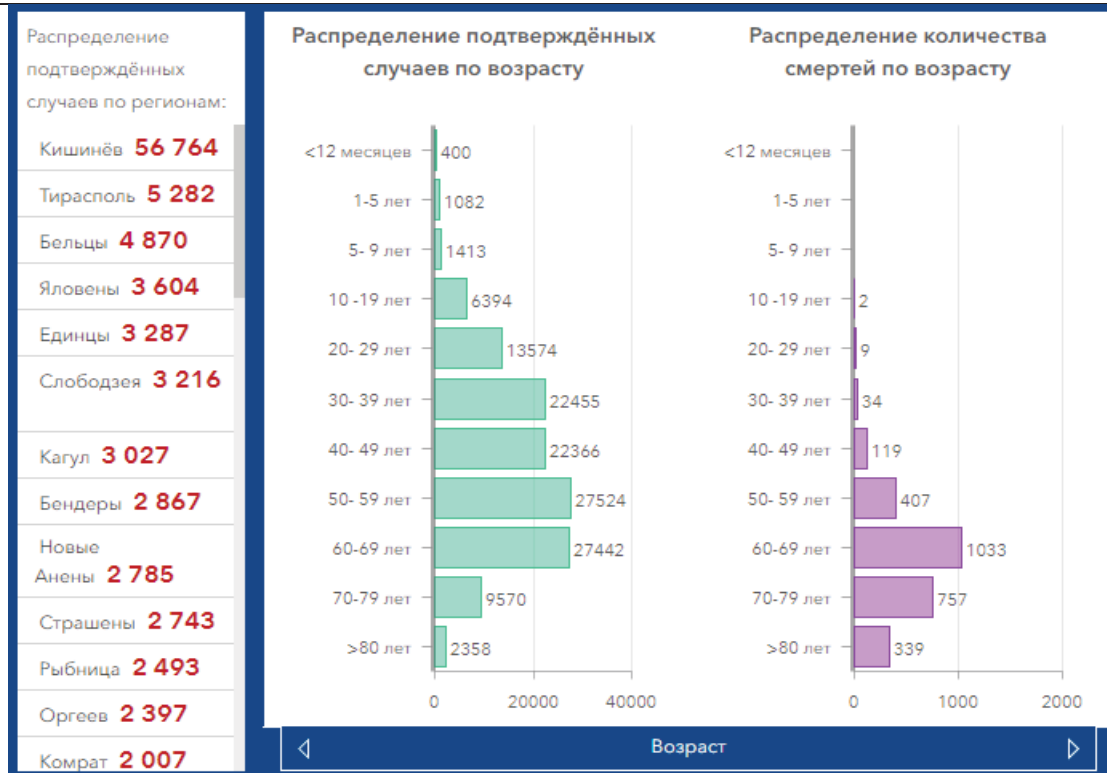 Распределение
подтверждённых
случаев по регионам:
Кишинёв 56 764
Тирасполь 5 282
Бельцы 4 870
Яловены 3 604
Единцы 3 287
Слободзея 3 216
Кагул 3 027
Бендеры 2 867
Новые
Анены 2 785
Страшены 2 743
Рыбница 2 493
Оргеев 2 397
Комрат 2 007
Распределение подтверждённых
случаев по возрасту
<12 месяцев 400
1-5 лет 1082
5- 9 лет 1413
10 -19 лет 6394
20- 29 лет 13574
30- 39 лет 22455
40- 49 лет 22366
50- 59 лет 27524
60-69 лет 27442
70-79 лет 9570
>80 лет 2358
0 20000 40000
Распределение количества
смертей по возрасту
<12 месяцев
1-5 лет
5- 9 лет
10 -19 лет 2
20- 29 лет 9
30- 39 лет 34
40- 49 лет 119
50- 59 лет 407
60-69 лет 1033
70-79 лет 757
>80 лет 339
0 1000 2000
Возраст